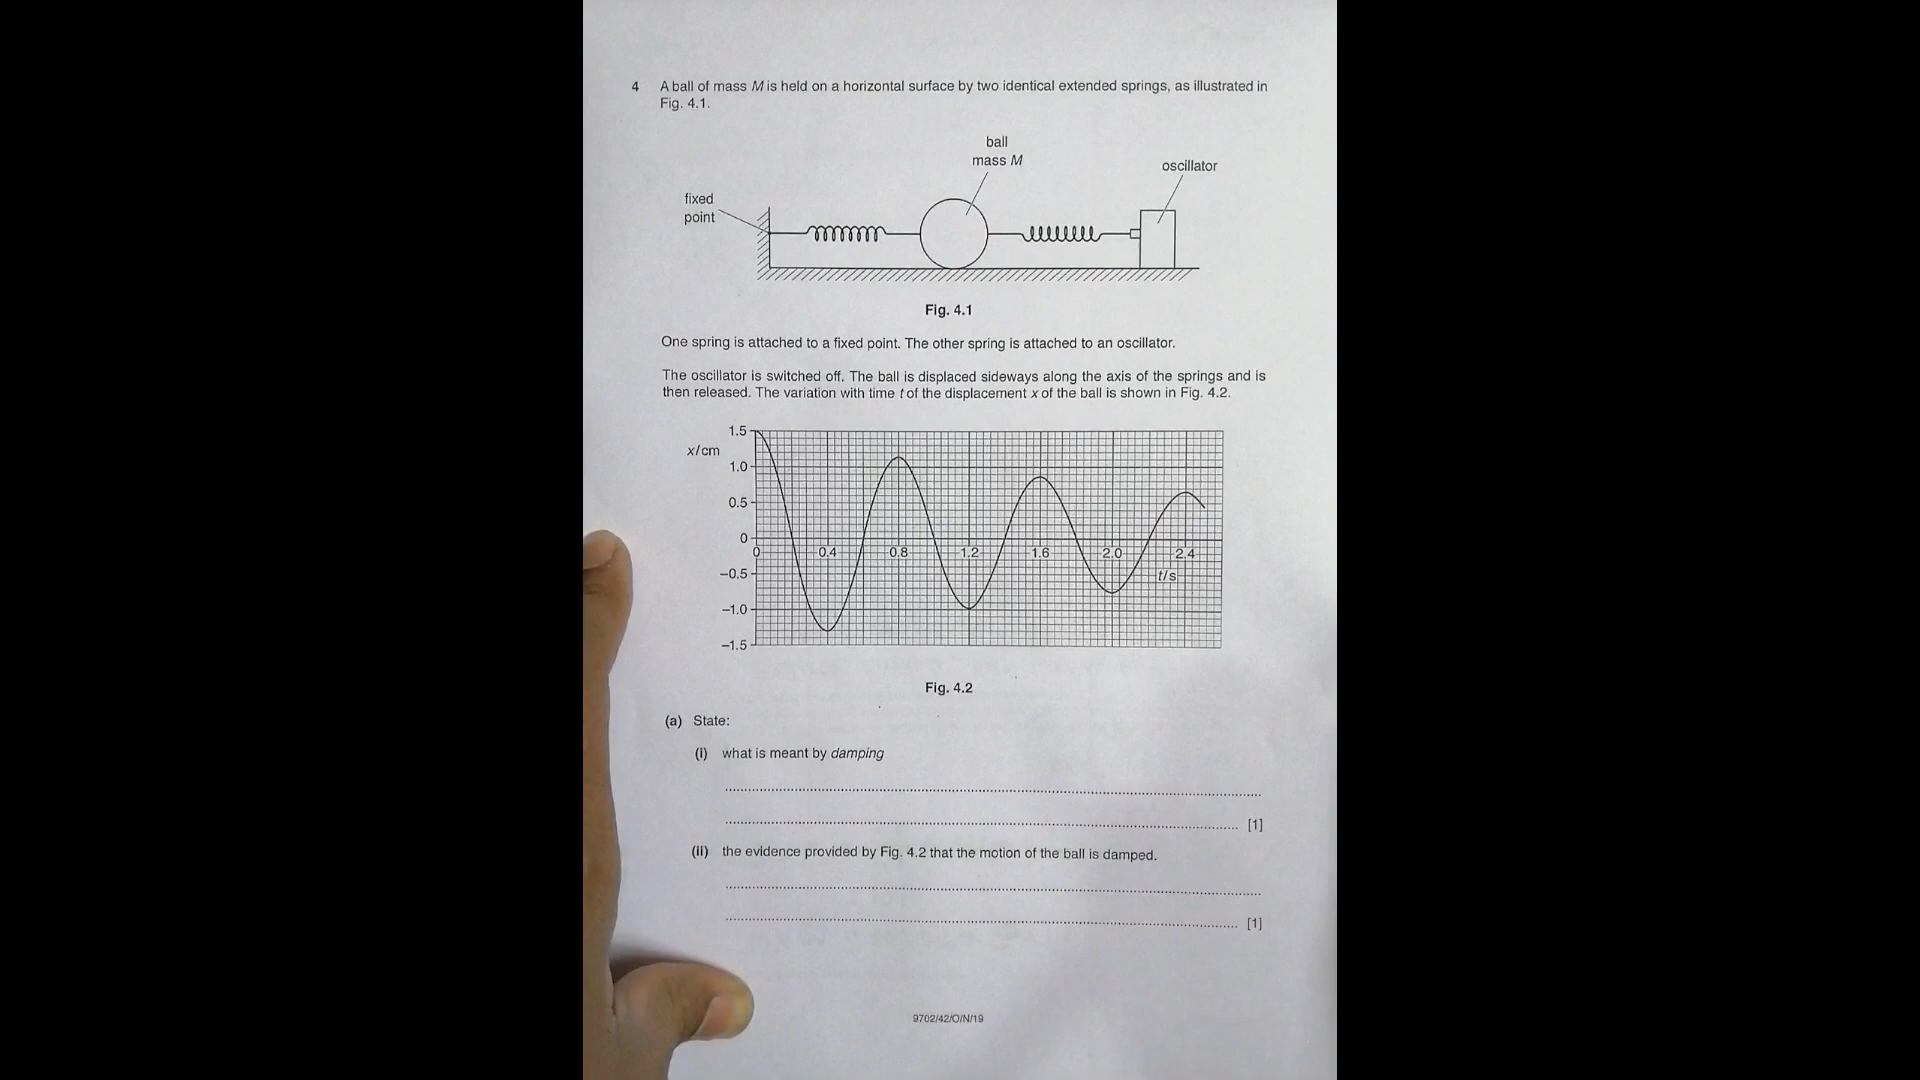 4 A ball of mass M is held on a horizontal surface by two identical extended springs, as illustrated in
Fig. 4.1.
ball
mass M
oscillator
fixed
point
Fig. 4.1
One spring is attached to a fixed point. The other spring is attached to an oscillator.
The oscillator is switched off. The ball is displaced sideways along the axis of the springs and is
then released. The variation with time t of the displacement x of the ball is shown in Fig. 4.2.
1.5
x/cm
1.0
0.5
0
0 0.4 0.8 1.2 1.6 2.0 2.4
–0.5
t/s
–1.0
–1.5
Fig. 4.2
(a) State:
(i) what is meant by damping
[1]
(ii) the evidence provided by Fig. 4.2 that the motion of the ball is damped.
[1]
9702/42/O/N/19